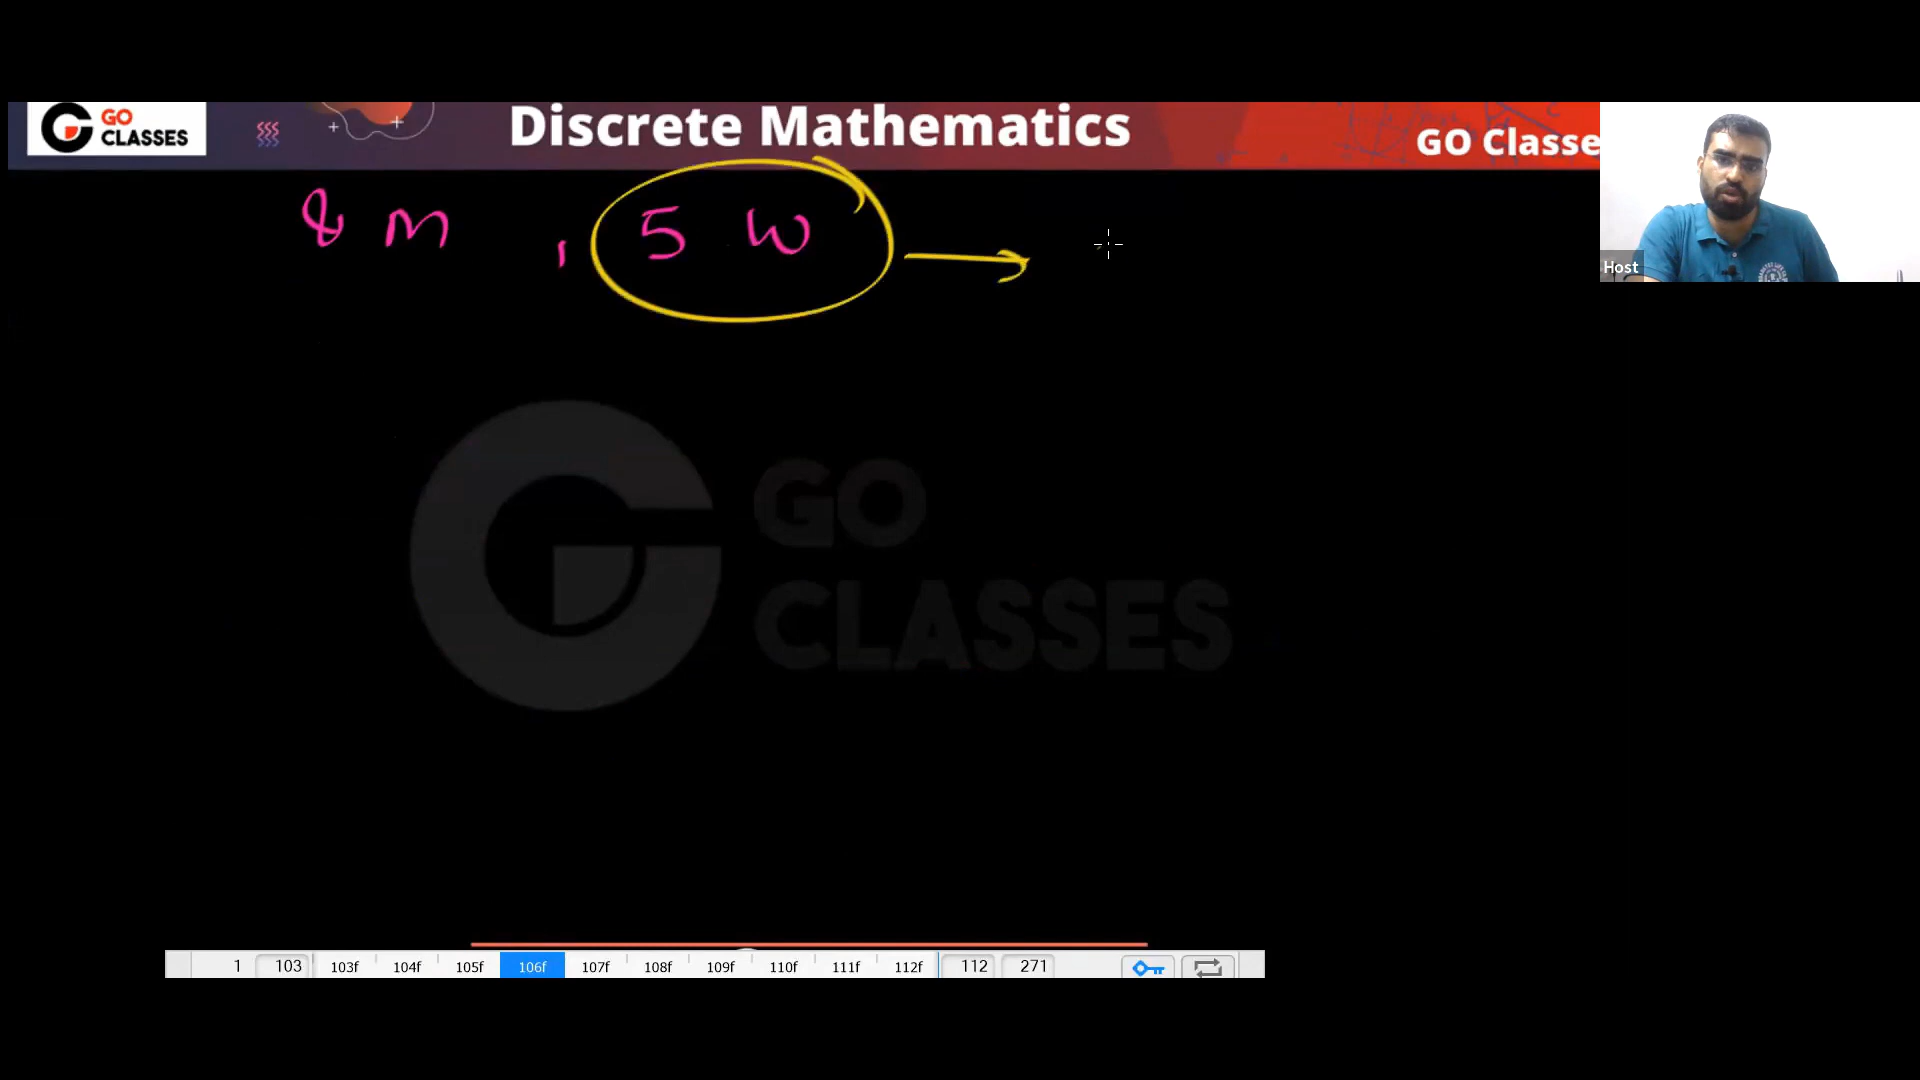 GO
CLASSES
Discrete Mathematics
GO Classe
8 M , 5 W
Host
GO
CLASSES
1 103 103f 104f 105f 106f 107f 108f 109f 110f 111f 112f 112 271